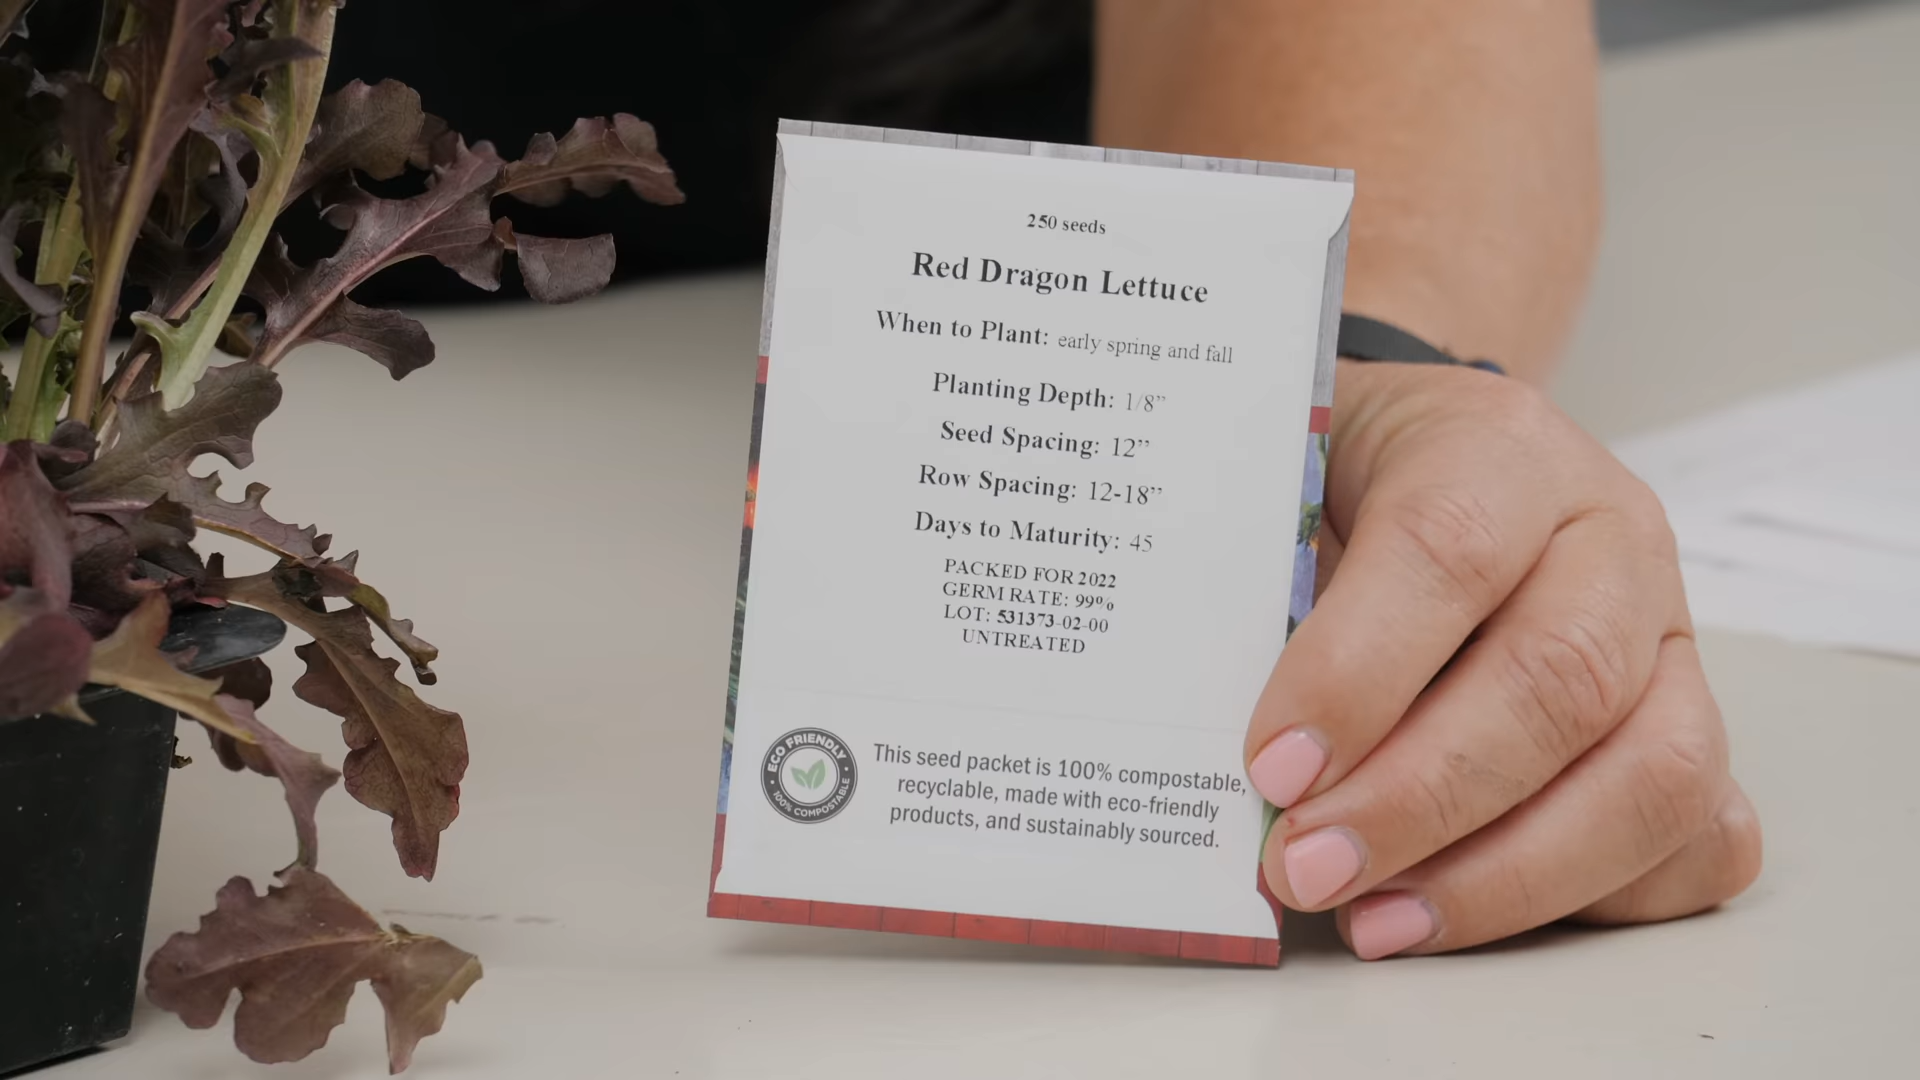 250 seeds
Red Dragon Lettuce
When to Plant: early spring and fall
Planting Depth: 1/8”
Seed Spacing: 12”
Row Spacing: 12-18”
Days to Maturity: 45
PACKED FOR 2022
GERM RATE: 99%
LOT: 531373-02-00
UNTREATED
ECO FRIENDLY
100% COMPOSTABLE
This seed packet is 100% compostable,
recyclable, made with eco-friendly
products, and sustainably sourced.